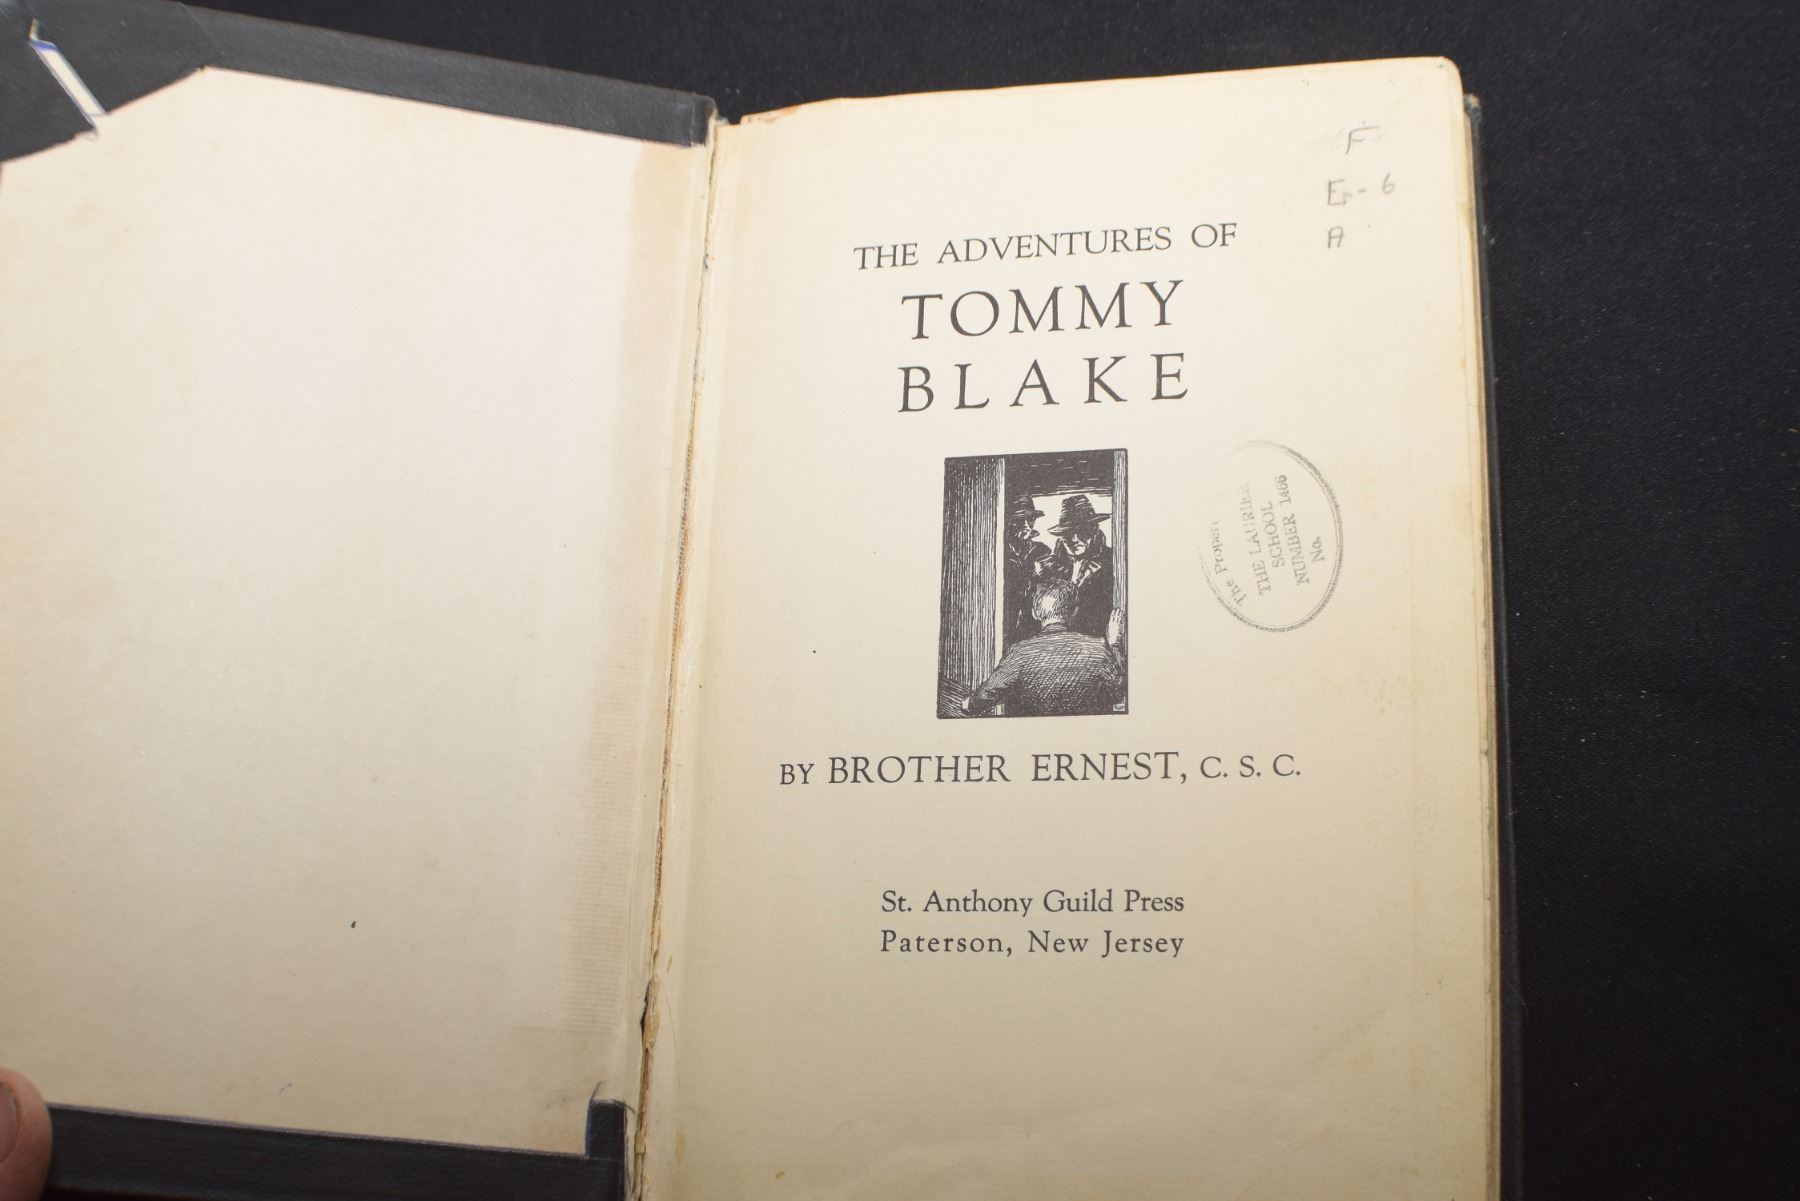 F
Er- 6
A
THE ADVENTURES OF
TOMMY
BLAKE
The Property
THE LAURIER
SCHOOL
NUMBER 1466
No.
BY BROTHER ERNEST, C. S. C.
St. Anthony Guild Press
Paterson, New Jersey